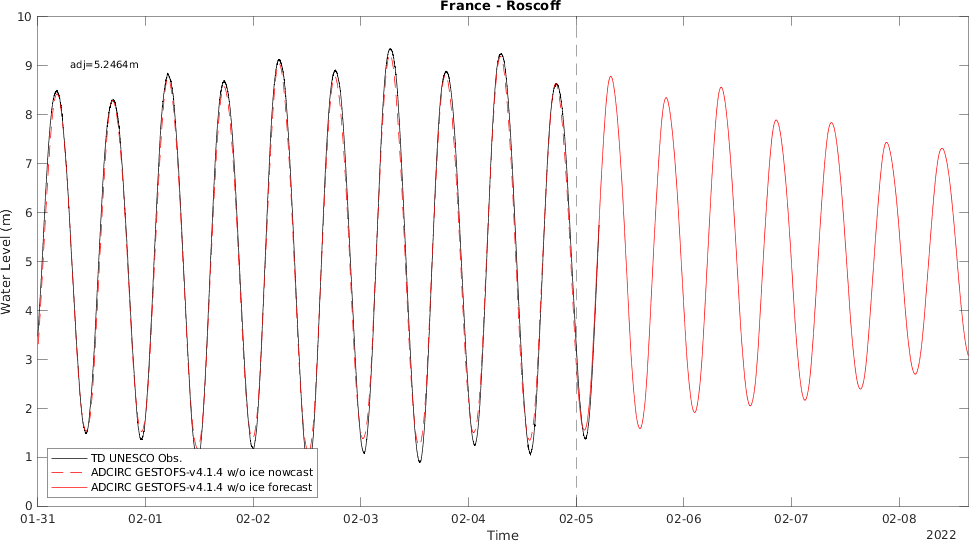 France - Roscoff
adj=5.2464m
10
9
8
7
6
5
4
3
2
1
0
Water Level (m)
TD UNESCO Obs.
ADCIRC GESTOFS-v4.1.4 w/o ice nowcast
ADCIRC GESTOFS-v4.1.4 w/o ice forecast
01-31 02-01 02-02 02-03 02-04 02-05 02-06 02-07 02-08
Time
2022